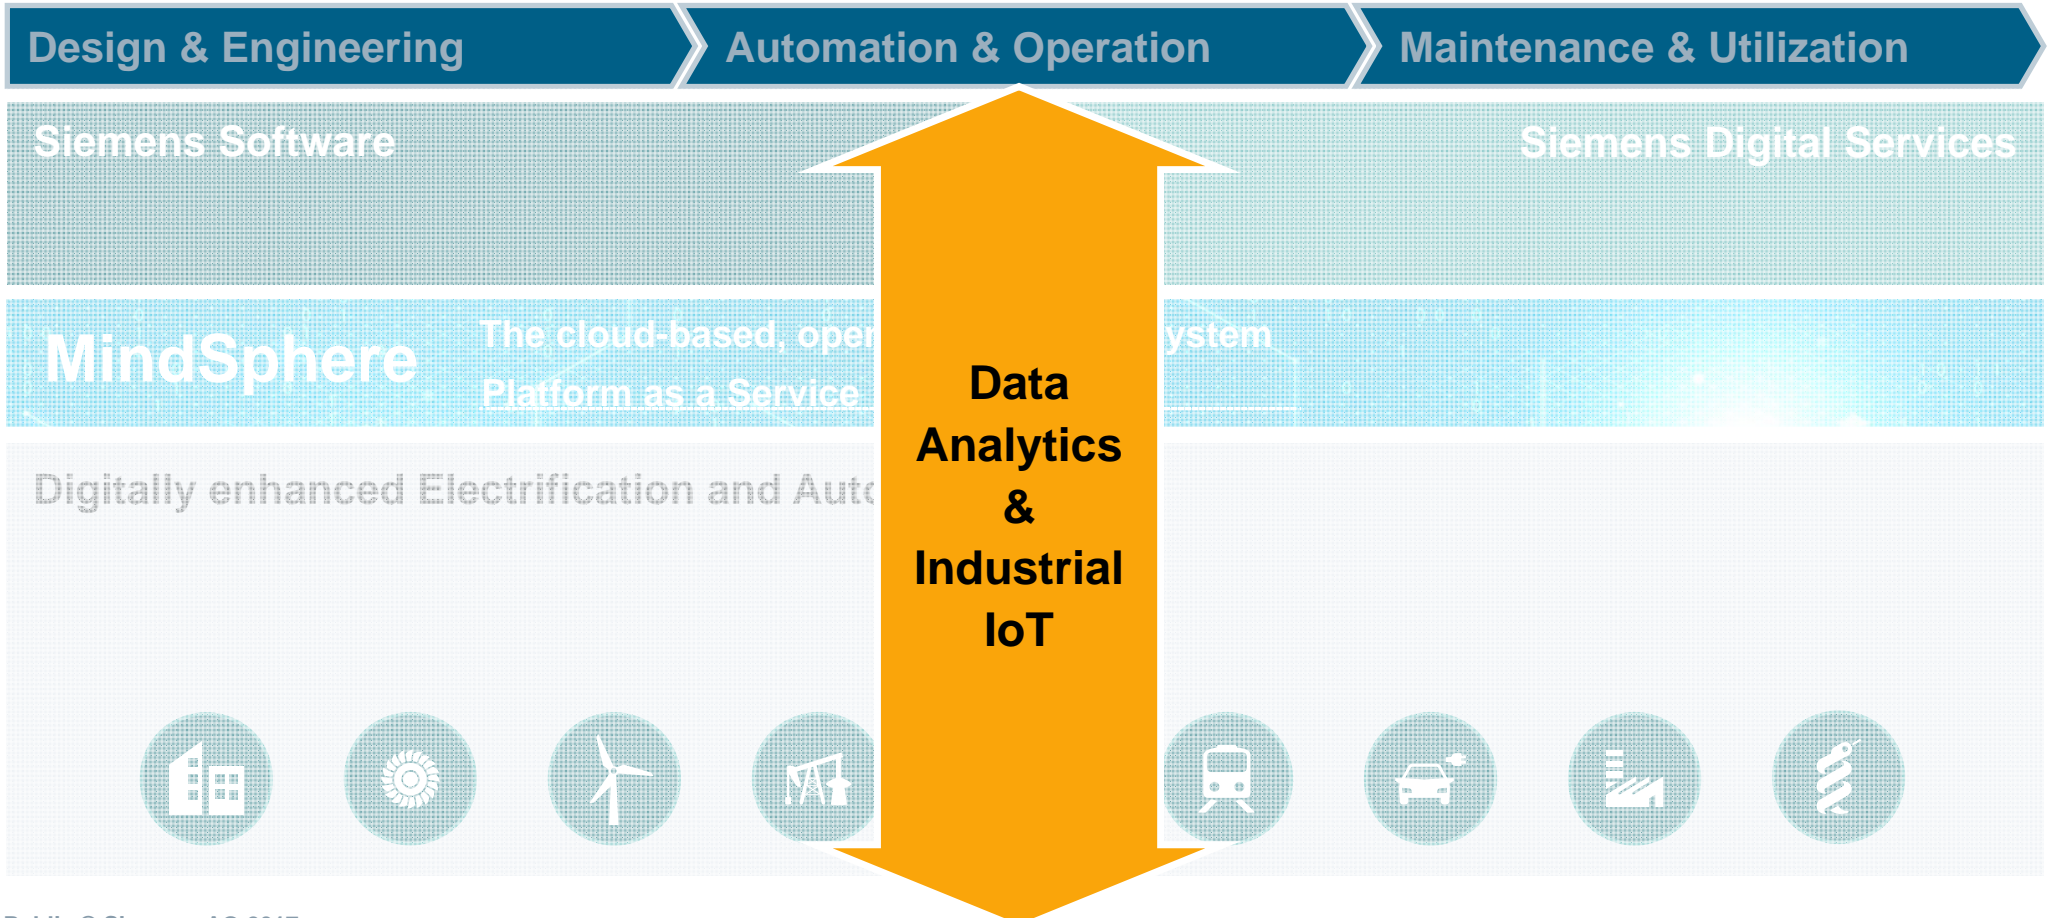 Design & Engineering
Automation & Operation
Maintenance & Utilization
Siemens Software
Siemens Digital Services
MindSphere
The cloud-based, oper ystem
Platform as a Service
Digitally enhanced Electrification and Auto
Data
Analytics
&
Industrial
IoT